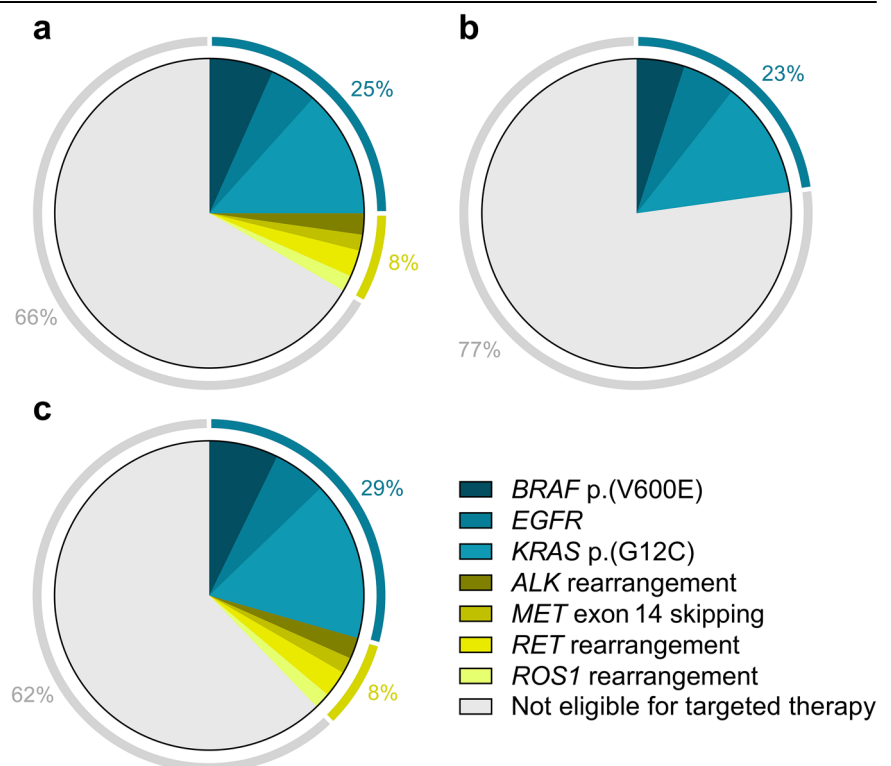 a
25%
8%
66%
b
23%
77%
c
29%
8%
62%
BRAF p.(V600E)
EGFR
KRAS p.(G12C)
ALK rearrangement
MET exon 14 skipping
RET rearrangement
ROS1 rearrangement
Not eligible for targeted therapy